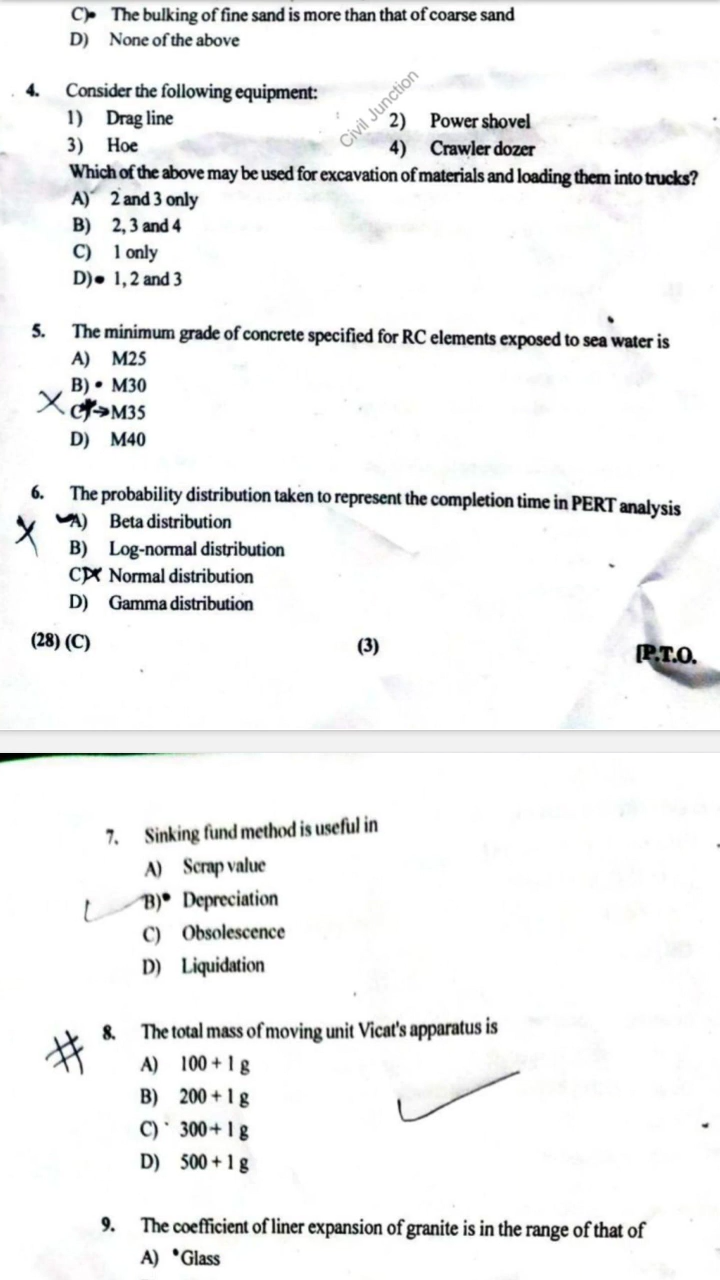 C) The bulking of fine sand is more than that of coarse sand
D) None of the above
4. Consider the following equipment:
1) Drag line 2) Power shovel
3) Hoe 4) Crawler dozer
Civil Junction
Which of the above may be used for excavation of materials and loading them into trucks?
A) 2 and 3 only
B) 2, 3 and 4
C) 1 only
D) 1, 2 and 3
5. The minimum grade of concrete specified for RC elements exposed to sea water is
A) M25
B) M30
C) M35
D) M40
6. The probability distribution taken to represent the completion time in PERT analysis
A) Beta distribution
B) Log-normal distribution
C) Normal distribution
D) Gamma distribution
(28) (C) (3) [P.T.O.
7. Sinking fund method is useful in
A) Scrap value
B) Depreciation
C) Obsolescence
D) Liquidation
# 8. The total mass of moving unit Vicat's apparatus is
A) 100 + 1 g
B) 200 + 1 g
C) 300 + 1 g
D) 500 + 1 g
9. The coefficient of liner expansion of granite is in the range of that of
A) Glass